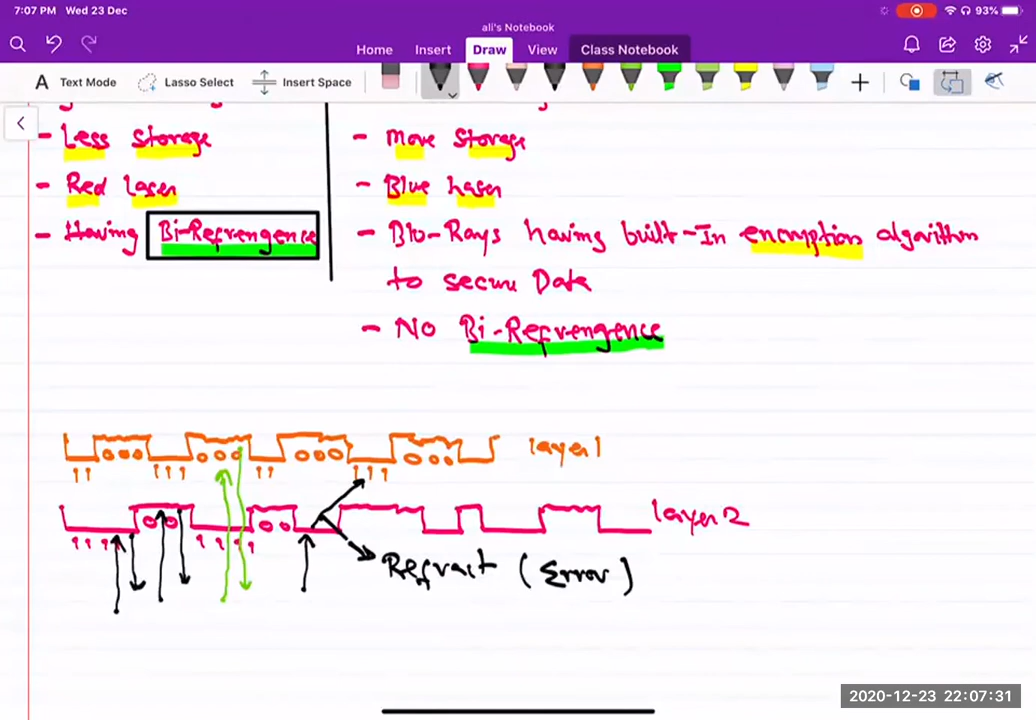 7:07 PM Wed 23 Dec
93%
ali's Notebook
Home Insert Draw View Class Notebook
A Text Mode Lasso Select Insert Space
- Less Storage
- Red Laser
- Having Bi-Refrengence
- More Storage
- Blue Laser
- Blu-Rays having built-In encryption algorithm
to secure Data
- No Bi-Refrengence
layer1
layer 2
Refract (Error)
2020-12-23 22:07:31